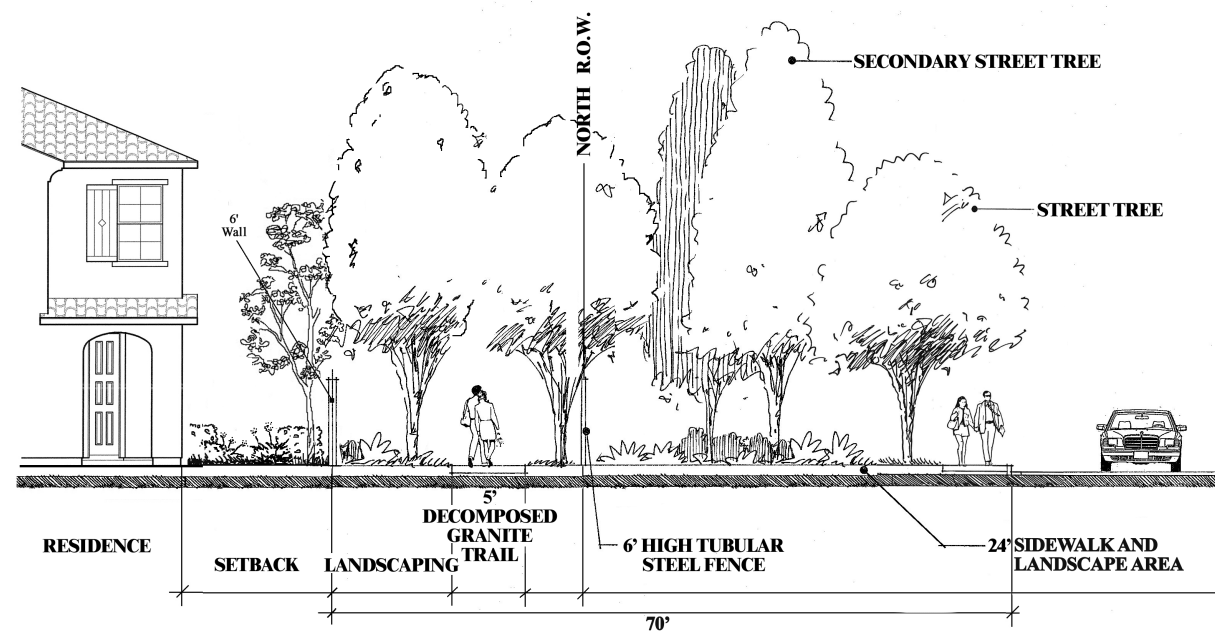 NORTH R.O.W.
SECONDARY STREET TREE
STREET TREE
6'
Wall
5'
DECOMPOSED
GRANITE
TRAIL
RESIDENCE
SETBACK
LANDSCAPING
6' HIGH TUBULAR
STEEL FENCE
24' SIDEWALK AND
LANDSCAPE AREA
70'